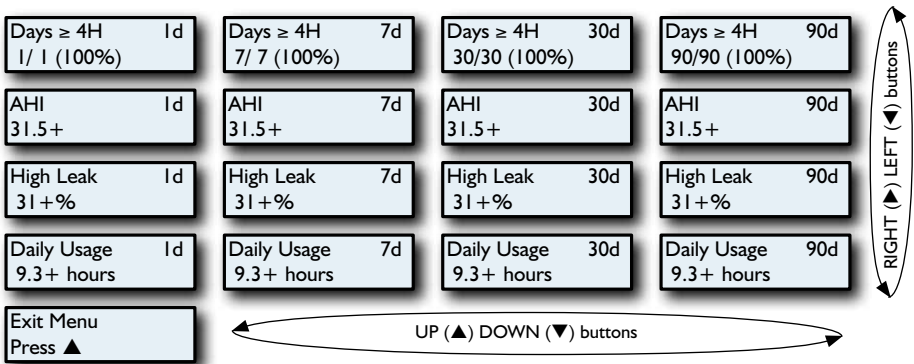 Days ≥ 4H 1d
1/ 1 (100%)
Days ≥ 4H 7d
7/ 7 (100%)
Days ≥ 4H 30d
30/30 (100%)
Days ≥ 4H 90d
90/90 (100%)
AHI 1d
31.5+
AHI 7d
31.5+
AHI 30d
31.5+
AHI 90d
31.5+
High Leak 1d
31+%
High Leak 7d
31+%
High Leak 30d
31+%
High Leak 90d
31+%
Daily Usage 1d
9.3+ hours
Daily Usage 7d
9.3+ hours
Daily Usage 30d
9.3+ hours
Daily Usage 90d
9.3+ hours
Exit Menu
Press ▲
UP (▲) DOWN (▼) buttons
RIGHT (▶) LEFT (◀) buttons